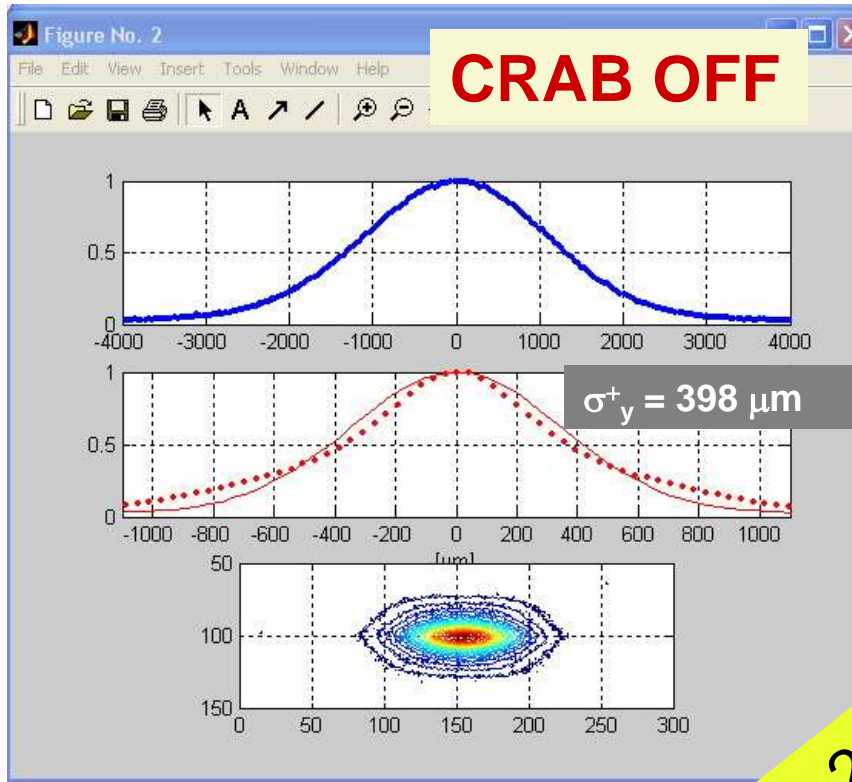 Figure No. 2
File Edit View Insert Tools Window Help
CRAB OFF
A
1
0.5
0
-4000 -3000 -2000 -1000 0 1000 2000 3000 4000
1
σ⁺y = 398 μm
0.5
0
-1000 -800 -600 -400 -200 0 200 400 600 800 1000
[um]
50
100
150
0 50 100 150 200 250 300